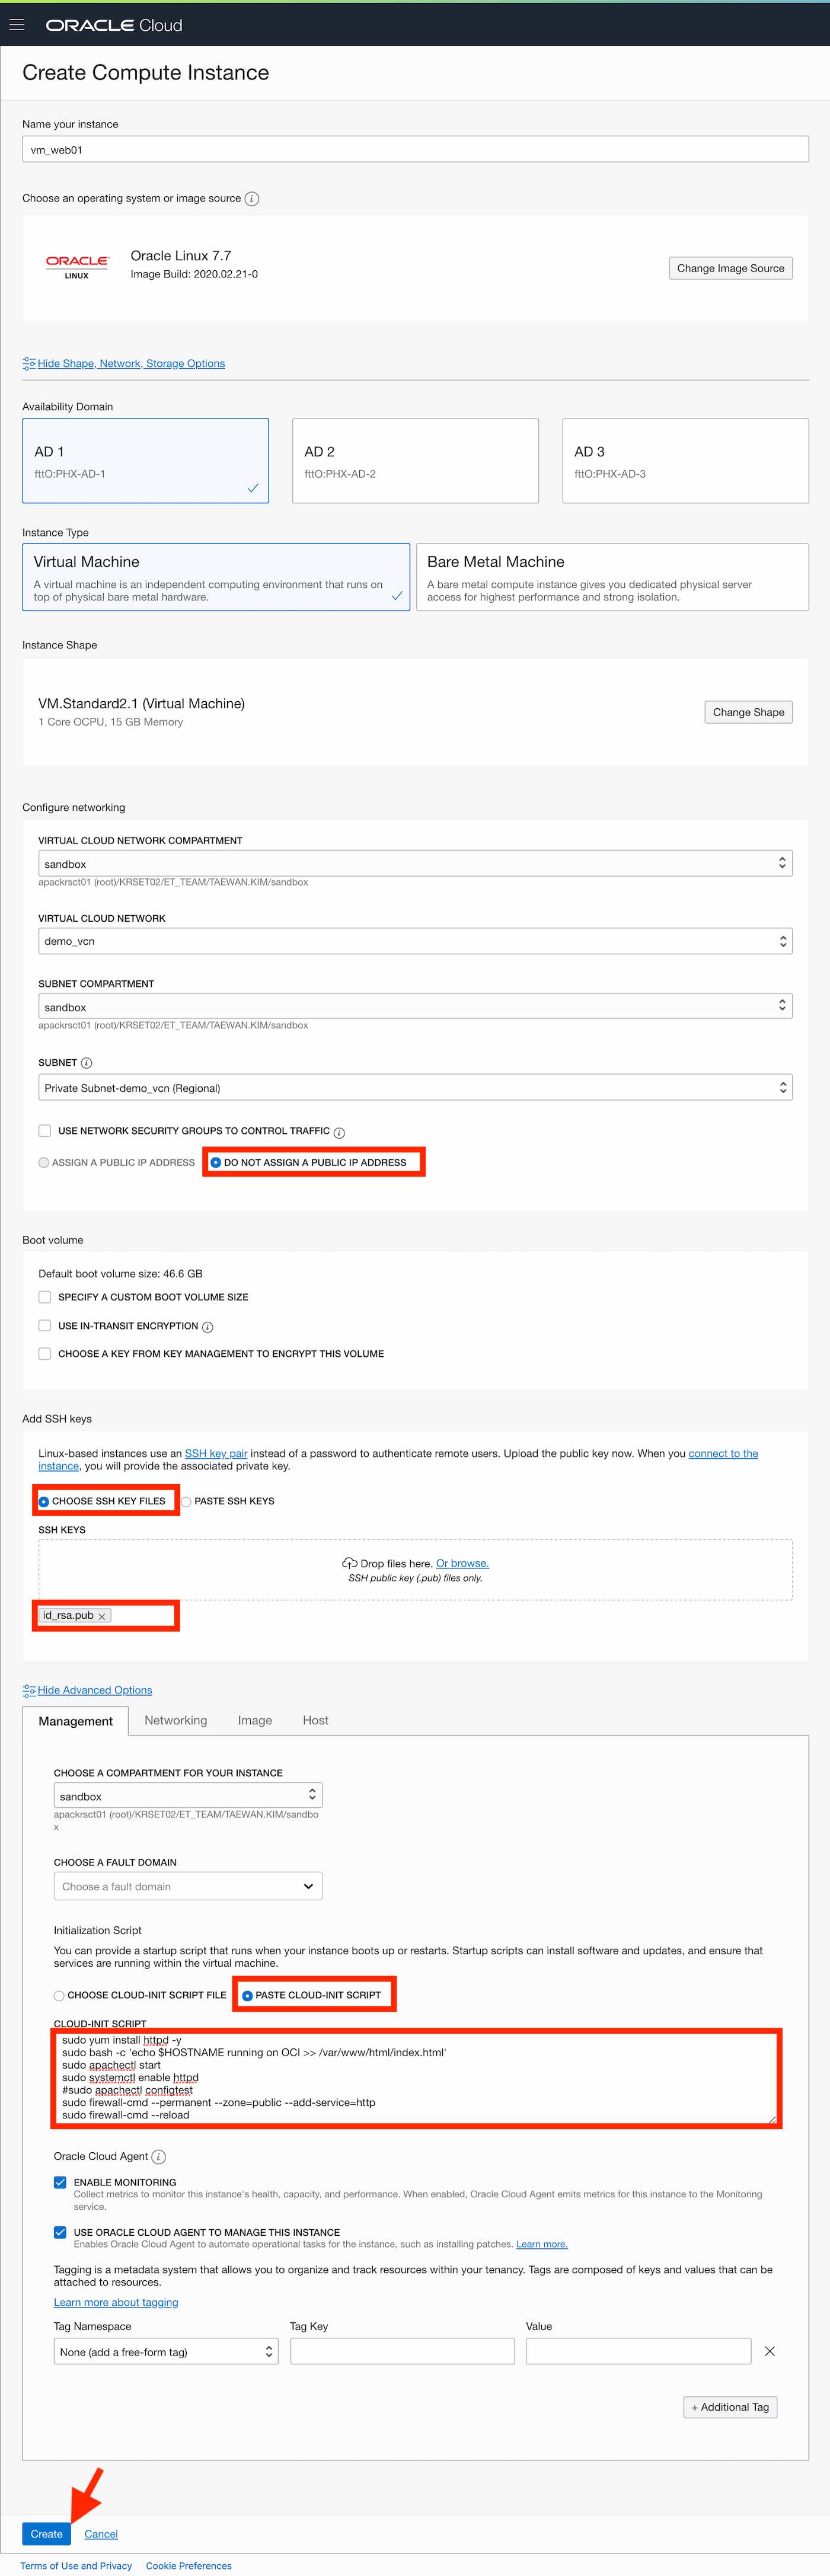 ORACLE Cloud
Create Compute Instance
Name your instance
vm_web01
Choose an operating system or image source
ORACLE
LINUX
Oracle Linux 7.7
Image Build: 2020.02.21-0
Change Image Source
Hide Shape, Network, Storage Options
Availability Domain
AD 1
fttO:PHX-AD-1
AD 2
fttO:PHX-AD-2
AD 3
fttO:PHX-AD-3
Instance Type
Virtual Machine
A virtual machine is an independent computing environment that runs on
top of physical bare metal hardware.
Bare Metal Machine
A bare metal compute instance gives you dedicated physical server
access for highest performance and strong isolation.
Instance Shape
VM.Standard2.1 (Virtual Machine)
1 Core OCPU, 15 GB Memory
Change Shape
Configure networking
VIRTUAL CLOUD NETWORK COMPARTMENT
sandbox
apackrsct01 (root)/KRSET02/ET_TEAM/TAEWAN.KIM/sandbox
VIRTUAL CLOUD NETWORK
demo_vcn
SUBNET COMPARTMENT
sandbox
apackrsct01 (root)/KRSET02/ET_TEAM/TAEWAN.KIM/sandbox
SUBNET
Private Subnet-demo_vcn (Regional)
USE NETWORK SECURITY GROUPS TO CONTROL TRAFFIC
ASSIGN A PUBLIC IP ADDRESS DO NOT ASSIGN A PUBLIC IP ADDRESS
Boot volume
Default boot volume size: 46.6 GB
SPECIFY A CUSTOM BOOT VOLUME SIZE
USE IN-TRANSIT ENCRYPTION
CHOOSE A KEY FROM KEY MANAGEMENT TO ENCRYPT THIS VOLUME
Add SSH keys
Linux-based instances use an SSH key pair instead of a password to authenticate remote users. Upload the public key now. When you connect to the
instance, you will provide the associated private key.
CHOOSE SSH KEY FILES PASTE SSH KEYS
SSH KEYS
Drop files here. Or browse.
SSH public key (.pub) files only.
id_rsa.pub
Hide Advanced Options
Management Networking Image Host
CHOOSE A COMPARTMENT FOR YOUR INSTANCE
sandbox
apackrsct01 (root)/KRSET02/ET_TEAM/TAEWAN.KIM/sandbo
x
CHOOSE A FAULT DOMAIN
Choose a fault domain
Initialization Script
You can provide a startup script that runs when your instance boots up or restarts. Startup scripts can install software and updates, and ensure that
services are running within the virtual machine.
CHOOSE CLOUD-INIT SCRIPT FILE PASTE CLOUD-INIT SCRIPT
CLOUD-INIT SCRIPT
sudo yum install httpd -y
sudo bash -c 'echo $HOSTNAME running on OCI >> /var/www/html/index.html'
sudo apachectl start
sudo systemctl enable httpd
#sudo apachectl configtest
sudo firewall-cmd --permanent --zone=public --add-service=http
sudo firewall-cmd --reload
Oracle Cloud Agent
ENABLE MONITORING
Collect metrics to monitor this instance's health, capacity, and performance. When enabled, Oracle Cloud Agent emits metrics for this instance to the Monitoring
service.
USE ORACLE CLOUD AGENT TO MANAGE THIS INSTANCE
Enables Oracle Cloud Agent to automate operational tasks for the instance, such as installing patches. Learn more.
Tagging is a metadata system that allows you to organize and track resources within your tenancy. Tags are composed of keys and values that can be
attached to resources.
Learn more about tagging
Tag Namespace Tag Key Value
None (add a free-form tag)
+ Additional Tag
Create Cancel
Terms of Use and Privacy Cookie Preferences